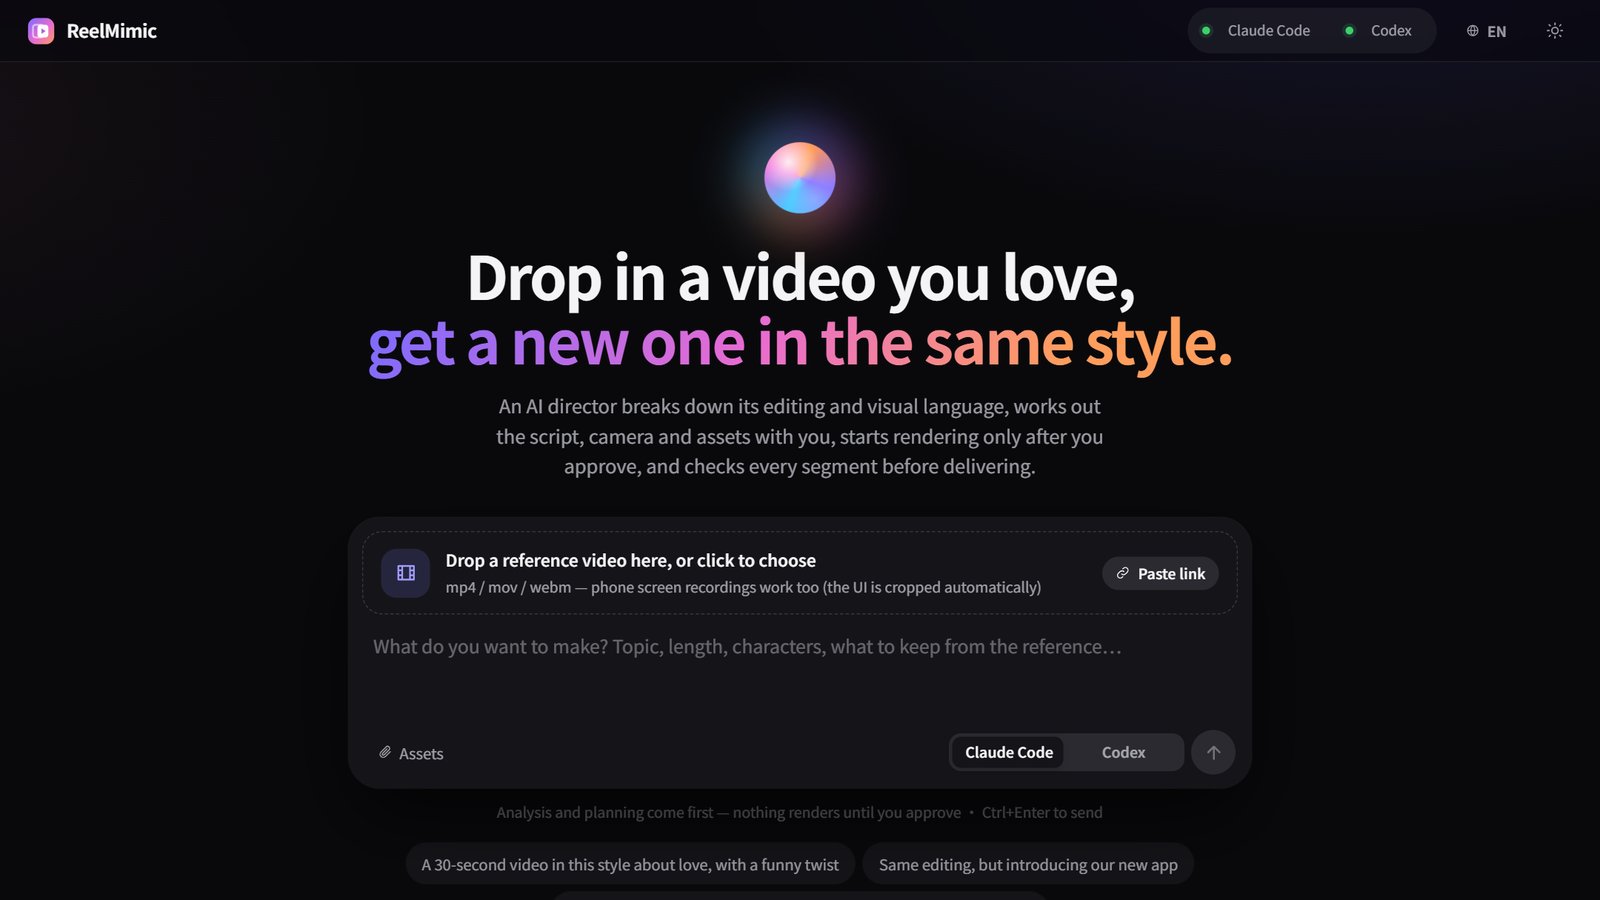 ReelMimic
Claude Code
Codex
EN
Drop in a video you love,
get a new one in the same style.
An AI director breaks down its editing and visual language, works out
the script, camera and assets with you, starts rendering only after you
approve, and checks every segment before delivering.
Drop a reference video here, or click to choose
mp4 / mov / webm — phone screen recordings work too (the UI is cropped automatically)
Paste link
What do you want to make? Topic, length, characters, what to keep from the reference…
Assets
Claude Code
Codex
Analysis and planning come first — nothing renders until you approve • Ctrl+Enter to send
A 30-second video in this style about love, with a funny twist
Same editing, but introducing our new app